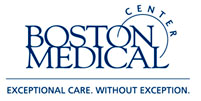 CENTER
BOSTON
MEDICAL
EXCEPTIONAL CARE. WITHOUT EXCEPTION.